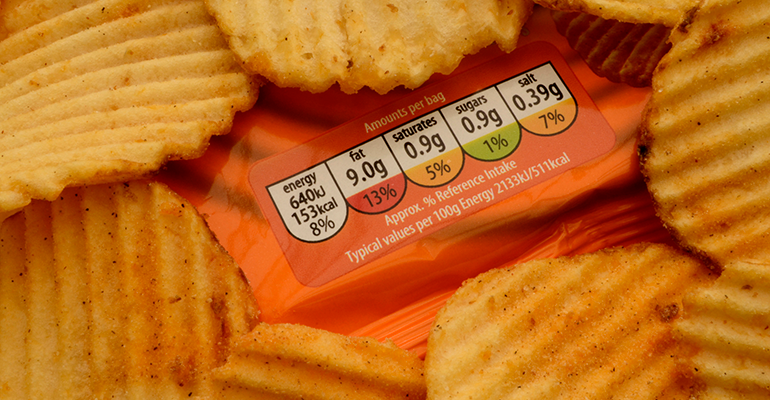 Amounts per bag
energy
640kJ
153kcal
8%
fat
9.0g
13%
saturates
0.9g
5%
sugars
0.9g
1%
salt
0.39g
7%
Approx. % Reference Intake
Typical values per 100g Energy 2133kJ/511kcal